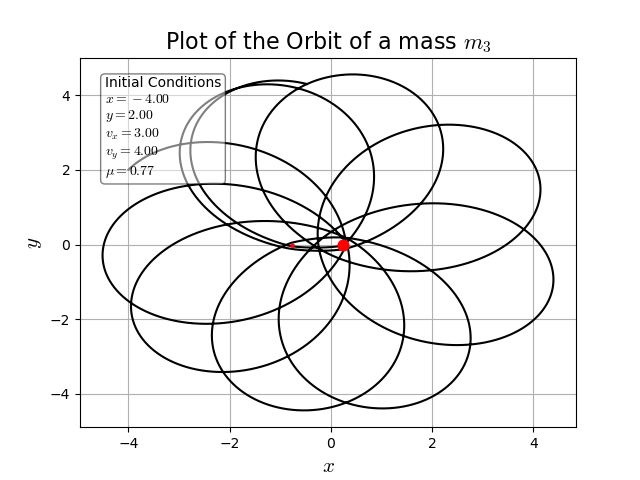 Plot of the Orbit of a mass m₃
Initial Conditions
x = −4.00
y = 2.00
vₓ = 3.00
v_y = 4.00
μ = 0.77
4
2
0
−2
−4
y
−4
−2
0
2
4
x